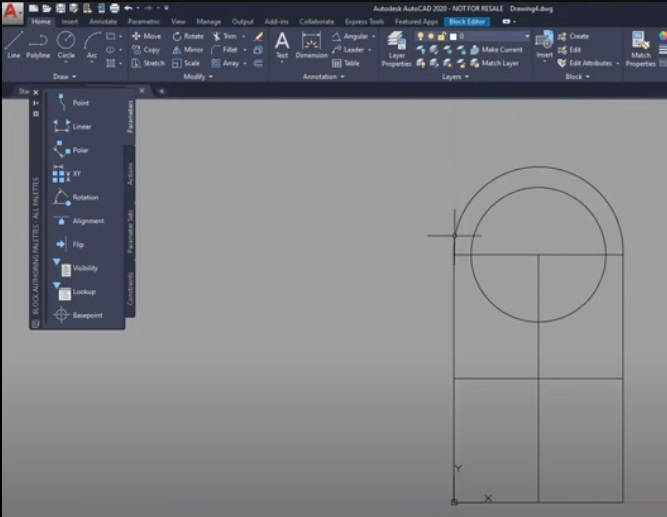 Autodesk AutoCAD 2020 - NOT FOR RESALE Drawing4.dwg
Home Insert Annotate Parametric View Manage Output Add-ins Collaborate Express Tools Featured Apps Block Editor
Line Polyline Circle Arc
Move Rotate Trim
Copy Mirror Fillet
Stretch Scale Array
Text Dimension
Angular
Leader
Table
Layer Properties
0
Make Current
Match Layer
Insert
Create
Edit
Edit Attributes
Match Properties
Draw Modify Annotation Layers Block
Sta
BLOCK AUTHORING PALETTES - ALL PALETTES
Point
Linear
Polar
XY
Rotation
Alignment
Flip
Visibility
Lookup
Basepoint
Parameters
Actions
Parameter Sets
Constraints
Y
X